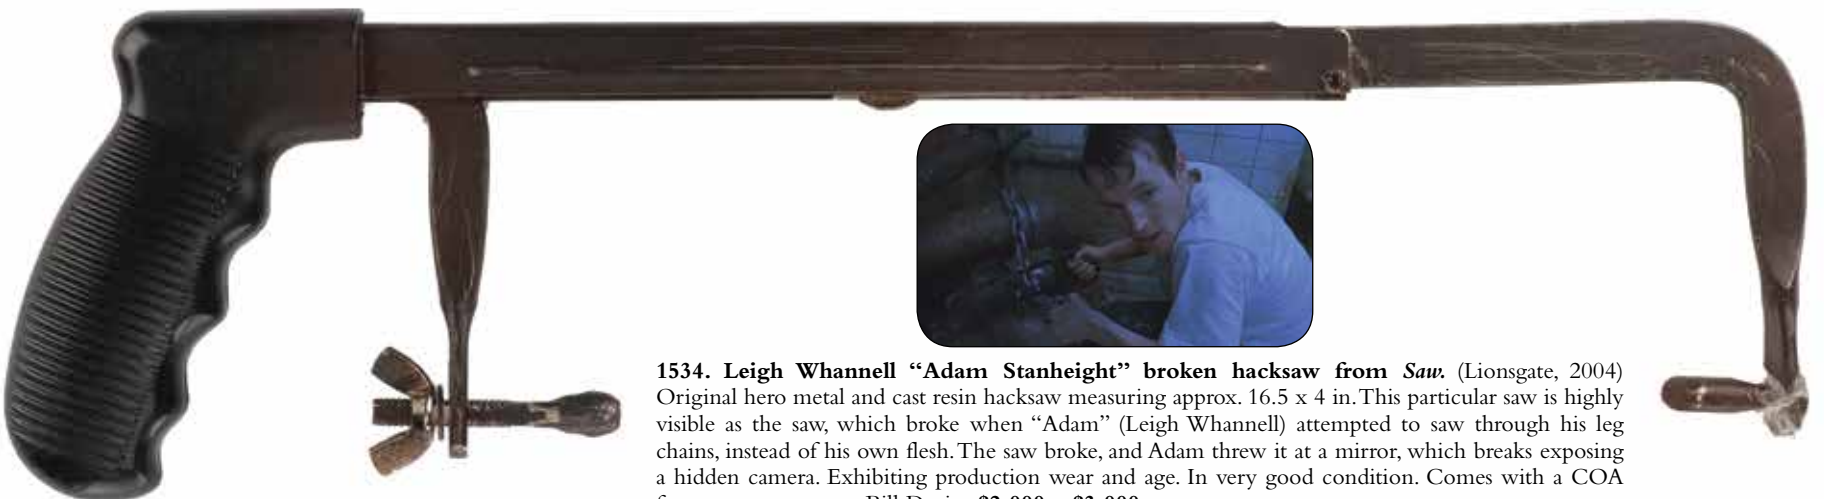 1534. Leigh Whannell “Adam Stanheight” broken hacksaw from Saw. (Lionsgate, 2004)
Original hero metal and cast resin hacksaw measuring approx. 16.5 x 4 in. This particular saw is highly
visible as the saw, which broke when “Adam” (Leigh Whannell) attempted to saw through his leg
chains, instead of his own flesh. The saw broke, and Adam threw it at a mirror, which breaks exposing
a hidden camera. Exhibiting production wear and age. In very good condition. Comes with a COA